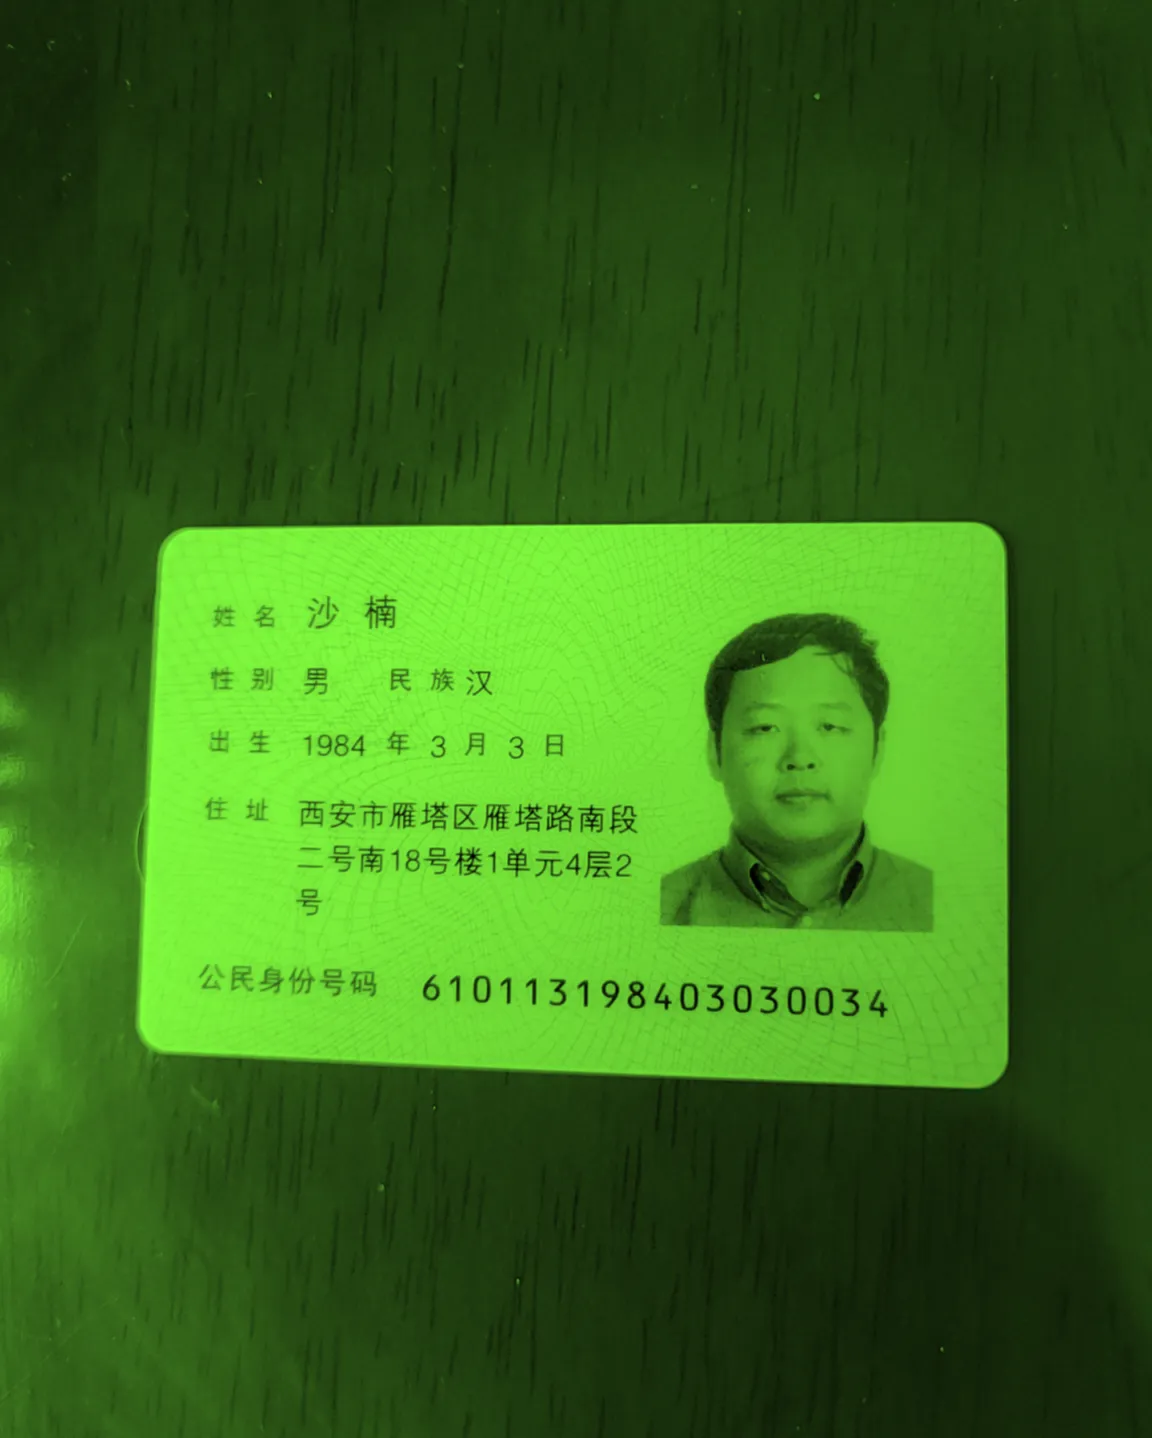 姓名 沙楠
性别 男 民族 汉
出生 1984 年 3 月 3 日
住址 西安市雁塔区雁塔路南段
二号南18号楼1单元4层2
号
公民身份号码 610113198403030034